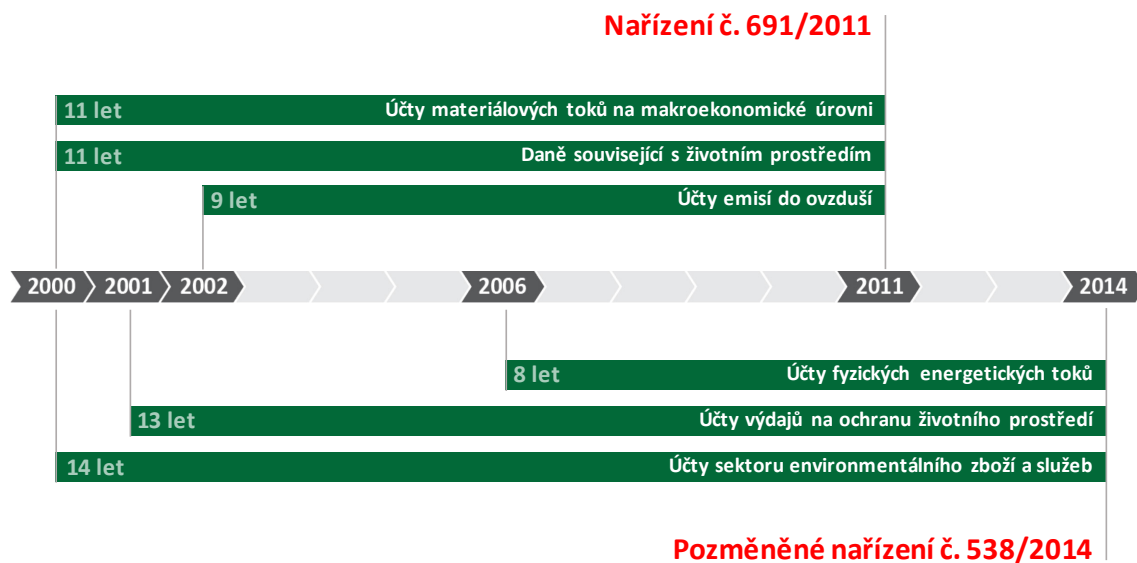 Nařízení č. 691/2011
11 let Účty materiálových toků na makroekonomické úrovni
11 let Daně související s životním prostředím
9 let Účty emisí do ovzduší
2000 2001 2002 2006 2011 2014
8 let Účty fyzických energetických toků
13 let Účty výdajů na ochranu životního prostředí
14 let Účty sektoru environmentálního zboží a služeb
Pozměněné nařízení č. 538/2014